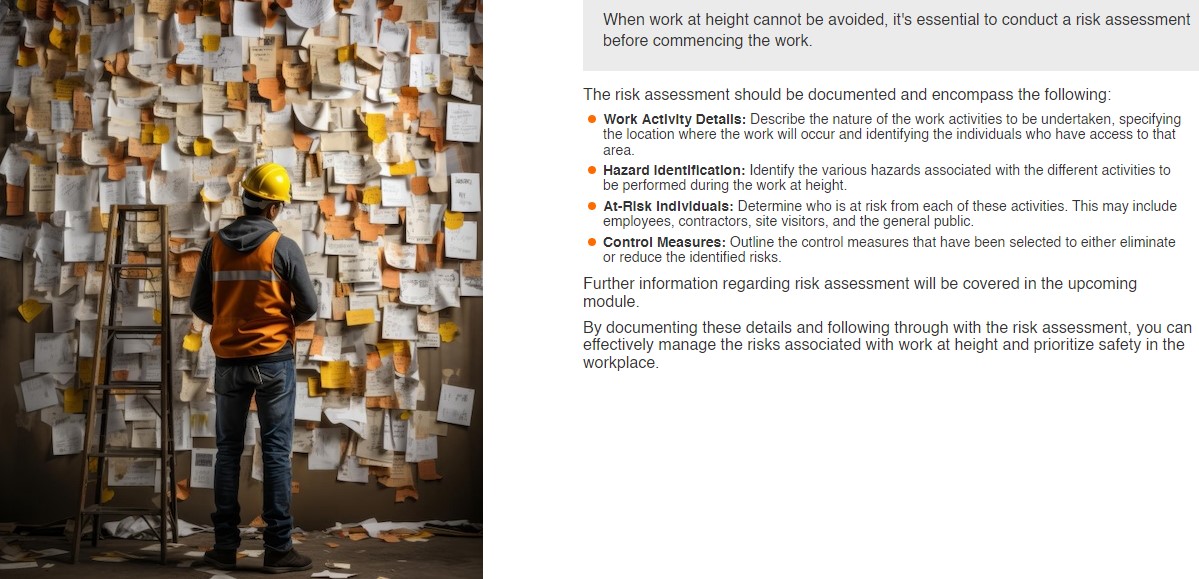 When work at height cannot be avoided, it's essential to conduct a risk assessment
before commencing the work.
The risk assessment should be documented and encompass the following:
Work Activity Details: Describe the nature of the work activities to be undertaken, specifying
the location where the work will occur and identifying the individuals who have access to that
area.
Hazard Identification: Identify the various hazards associated with the different activities to
be performed during the work at height.
At-Risk Individuals: Determine who is at risk from each of these activities. This may include
employees, contractors, site visitors, and the general public.
Control Measures: Outline the control measures that have been selected to either eliminate
or reduce the identified risks.
Further information regarding risk assessment will be covered in the upcoming
module.
By documenting these details and following through with the risk assessment, you can
effectively manage the risks associated with work at height and prioritize safety in the
workplace.